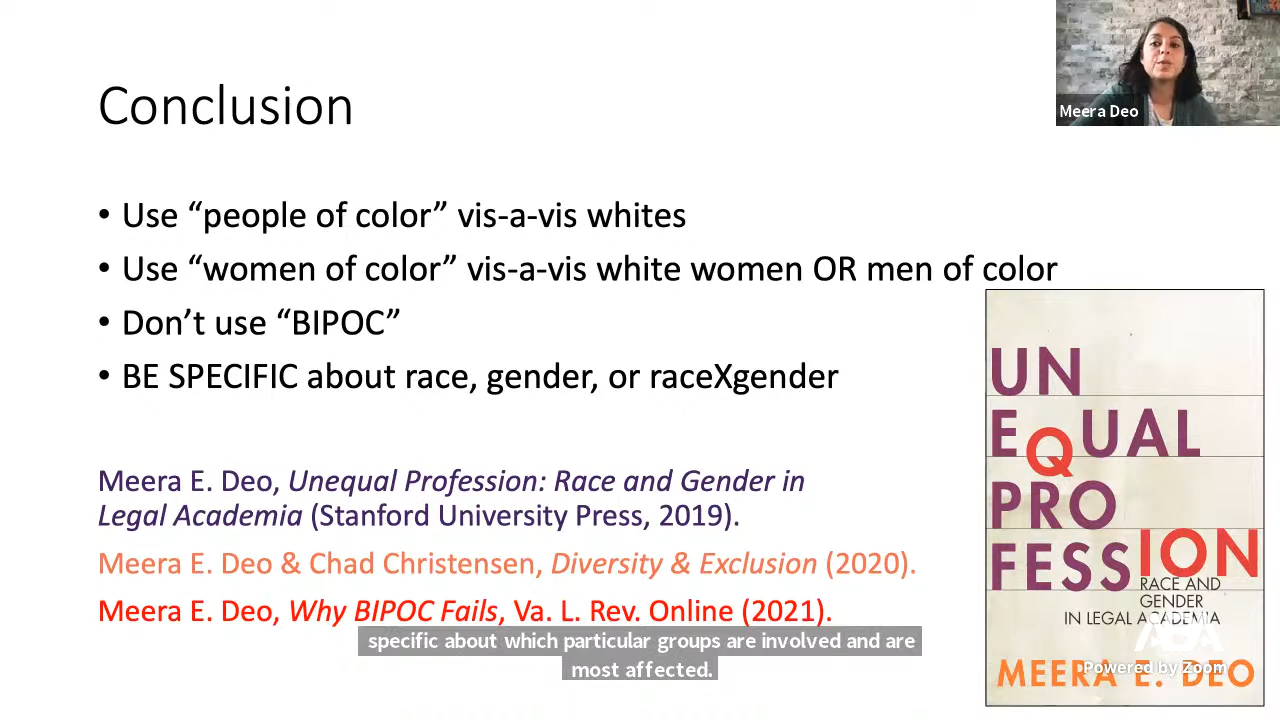 Conclusion
Meera Deo
• Use “people of color” vis-a-vis whites
• Use “women of color” vis-a-vis white women OR men of color
• Don’t use “BIPOC”
• BE SPECIFIC about race, gender, or raceXgender
Meera E. Deo, Unequal Profession: Race and Gender in
Legal Academia (Stanford University Press, 2019).
Meera E. Deo & Chad Christensen, Diversity & Exclusion (2020).
Meera E. Deo, Why BIPOC Fails, Va. L. Rev. Online (2021).
specific about which particular groups are involved and are
most affected.
UN
EQUAL
PRO
FESSION
RACE AND
GENDER
IN LEGAL ACADEMIA
ABA
Powered by Zoom
MEERA E. DEO